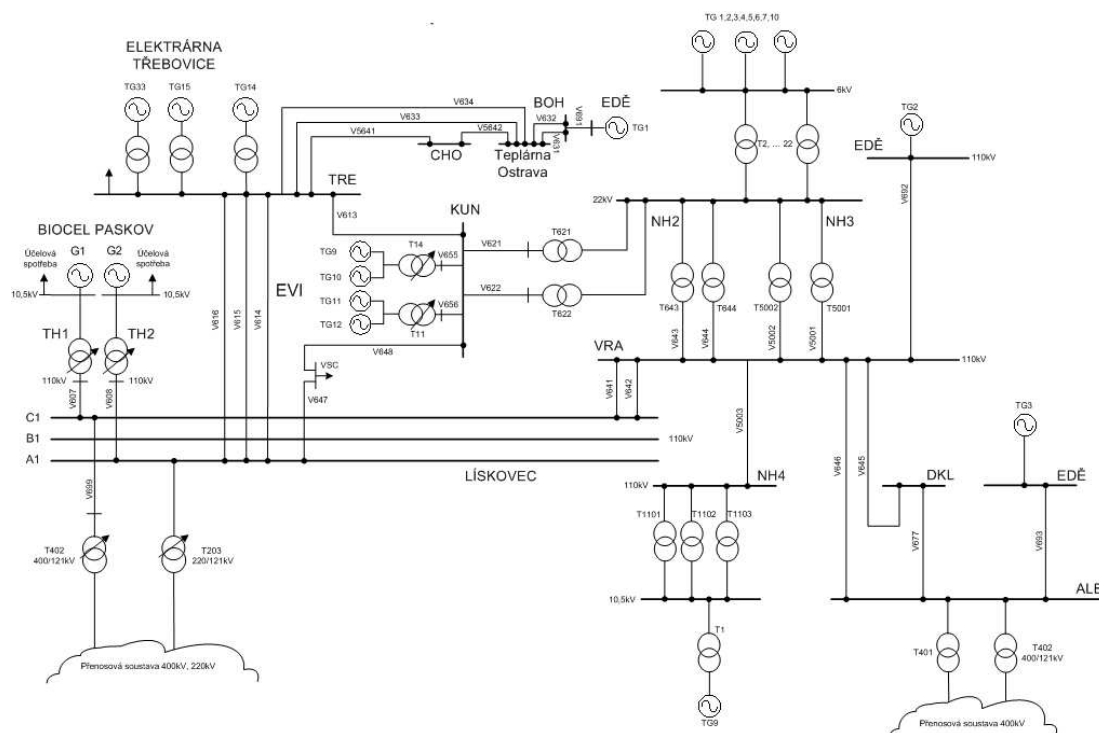 TG 1,2,3,4,5,6,7,10
ELEKTRÁRNA
TŘEBOVICE
TG33
TG15
TG14
V634
V633
V5641
V5642
CHO
Teplárna
Ostrava
BOH
V632
V631
V691
EDĚ
TG1
6kV
T2, ... 22
TG2
EDĚ
110kV
V692
TRE
V613
KUN
22kV
NH2
NH3
BIOCEL PASKOV
Účelová
spotřeba
G1
G2
Účelová
spotřeba
10,5kV
10,5kV
TH1
TH2
110kV
110kV
V607
V608
V616
V615
V614
EVI
TG9
TG10
TG11
TG12
T14
V655
T11
V656
V621
T621
V622
T622
V648
VSC
V647
T643
T644
T5002
T5001
V643
V644
V5002
V5001
VRA
110kV
V641
V642
V5003
V646
V645
C1
B1
110kV
A1
LÍSKOVEC
V699
T402
400/121kV
T203
220/121kV
Přenosová soustava 400kV, 220kV
110kV
NH4
T1101
T1102
T1103
10,5kV
T1
TG9
TG3
DKL
EDĚ
V677
V693
ALB
T401
T402
400/121kV
Přenosová soustava 400kV